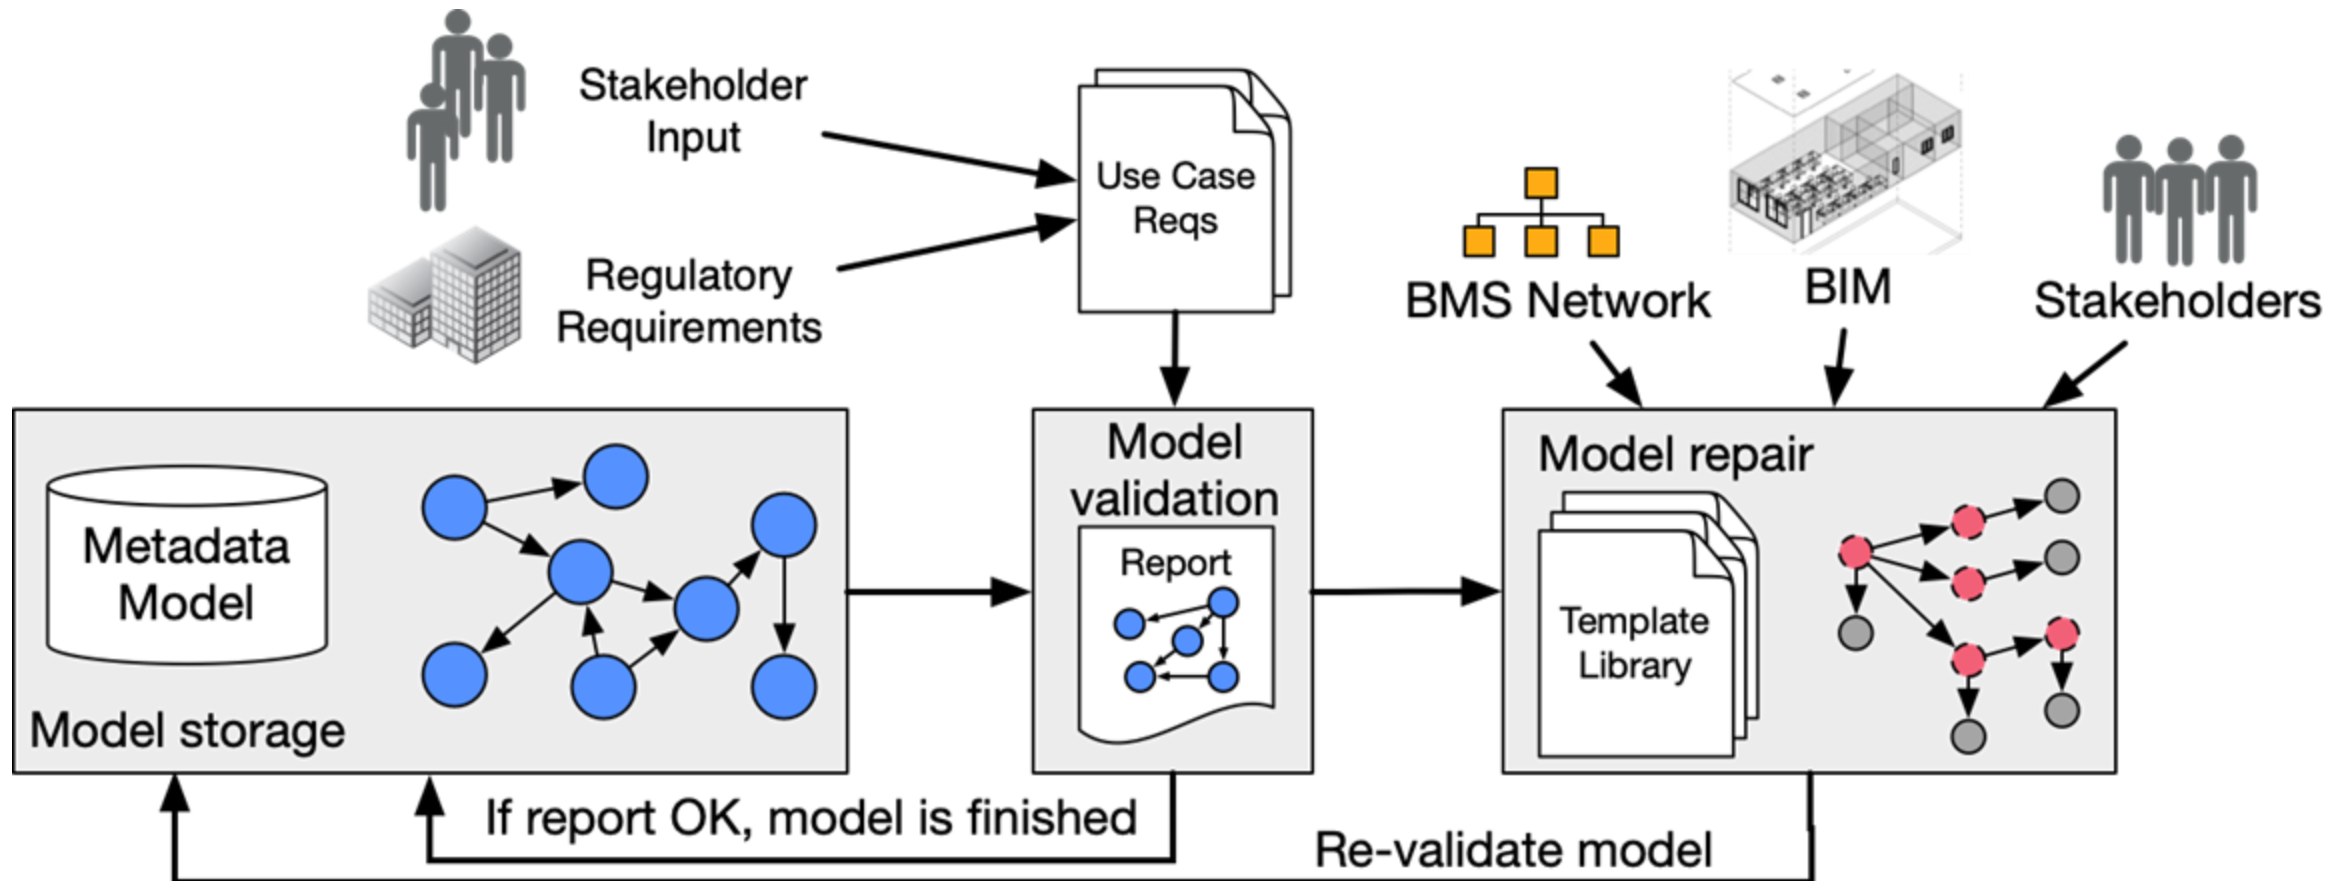 Stakeholder
Input
Regulatory
Requirements
Use Case
Reqs
BMS Network
BIM
Stakeholders
Metadata
Model
Model storage
Model
validation
Report
Model repair
Template
Library
If report OK, model is finished
Re-validate model